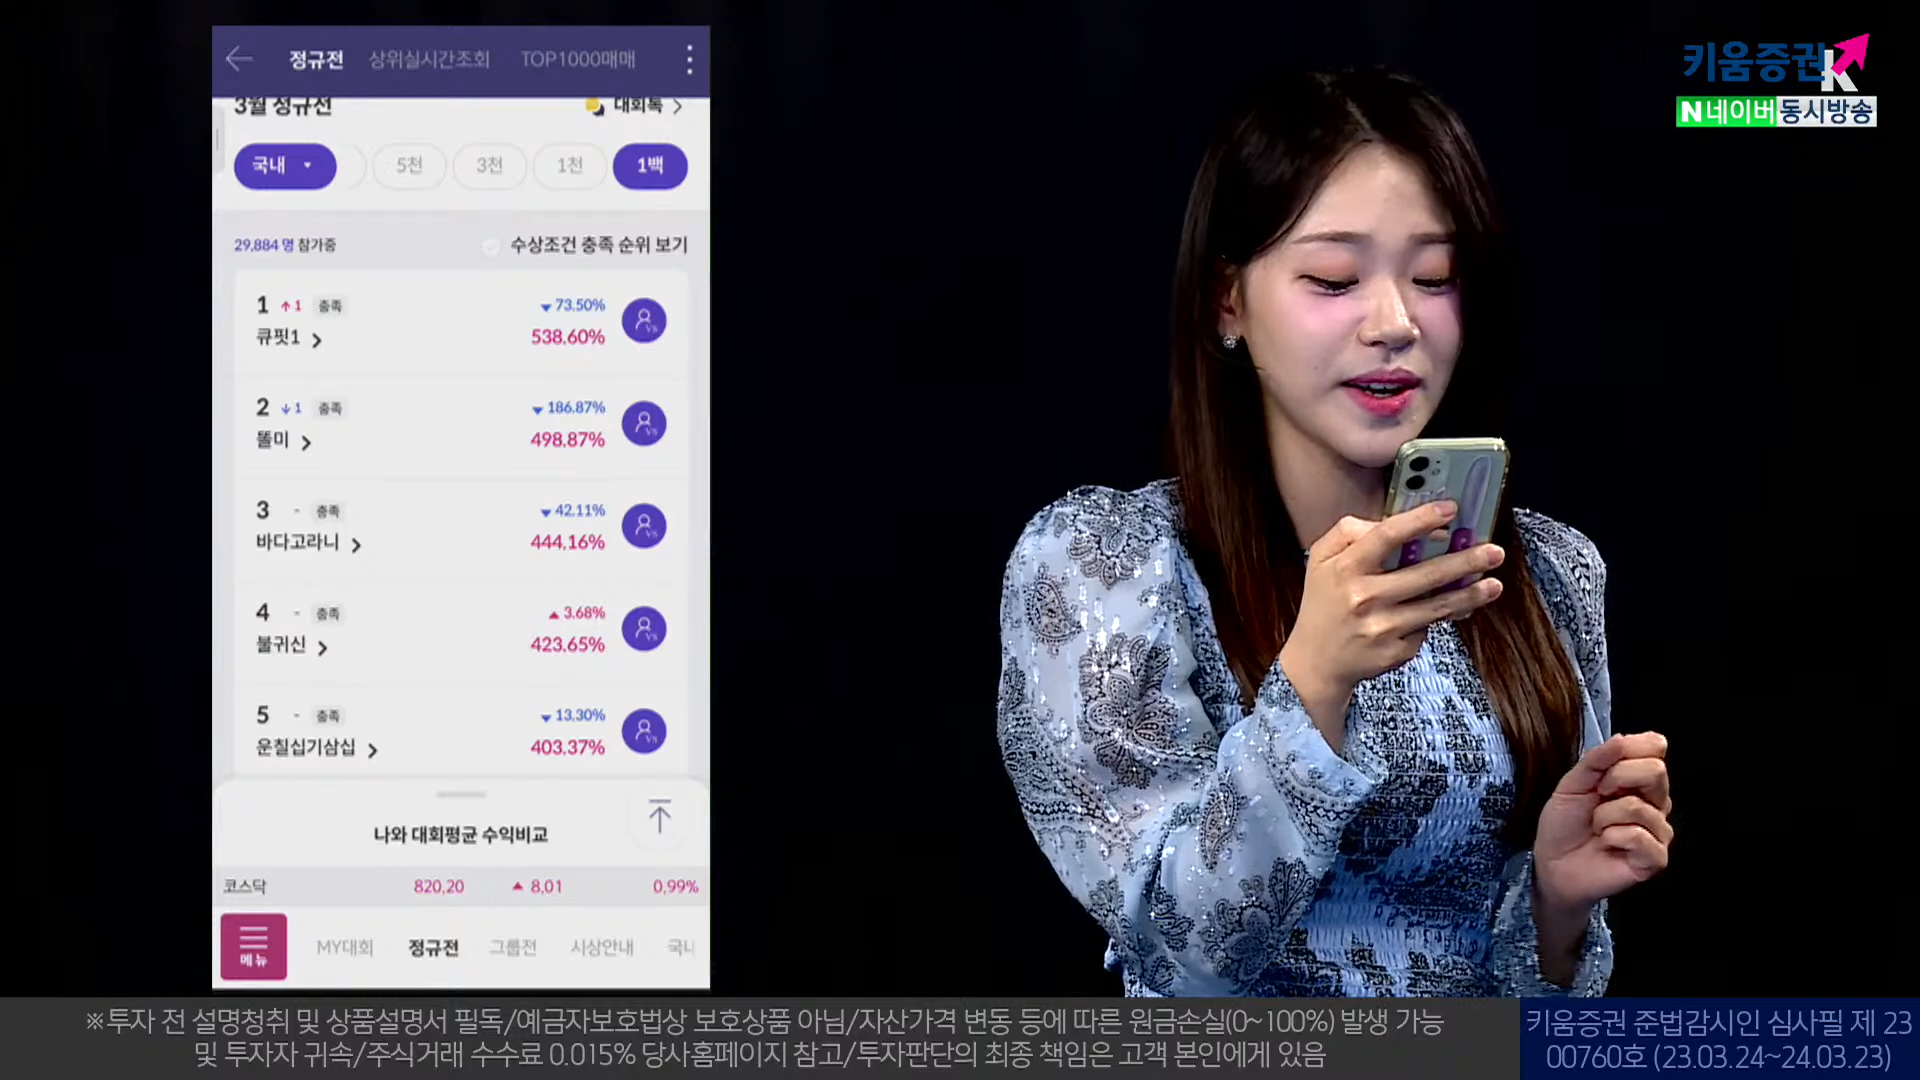 정규전 상위실시간조회 TOP1000매매
3월 정규전 대회톡
국내 5천 3천 1천 1백
29,884 명 참가중 수상조건 충족 순위 보기
1 1 충족 73.50%
큐핏1 538.60%
2 1 충족 186.87%
똘미 498.87%
3 - 충족 42.11%
바다고라니 444.16%
4 - 충족 3.68%
불귀신 423.65%
5 - 충족 13.30%
운칠십기삼십 403.37%
나와 대회평균 수익비교
코스닥 820.20 8.01 0.99%
메뉴 MY대회 정규전 그룹전 시상안내 국내
키움증권K
N 네이버 동시방송
※투자 전 설명청취 및 상품설명서 필독/예금자보호법상 보호상품 아님/자산가격 변동 등에 따른 원금손실(0~100%) 발생 가능
및 투자자 귀속/주식거래 수수료 0.015% 당사홈페이지 참고/투자판단의 최종 책임은 고객 본인에게 있음
키움증권 준법감시인 심사필 제 23
00760호 (23.03.24~24.03.23)